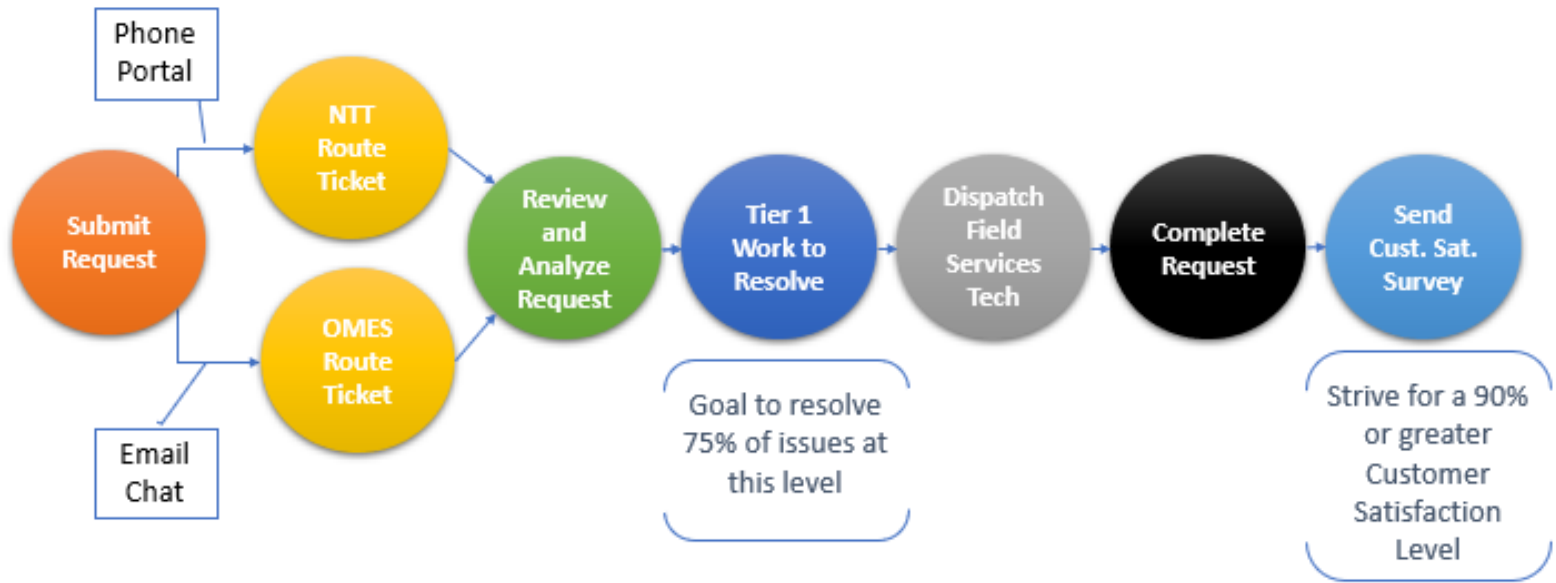 Phone
Portal
NTT
Route
Ticket
Submit
Request
OMES
Route
Ticket
Email
Chat
Review
and
Analyze
Request
Tier 1
Work to
Resolve
Goal to resolve
75% of issues at
this level
Dispatch
Field
Services
Tech
Complete
Request
Send
Cust. Sat.
Survey
Strive for a 90%
or greater
Customer
Satisfaction
Level